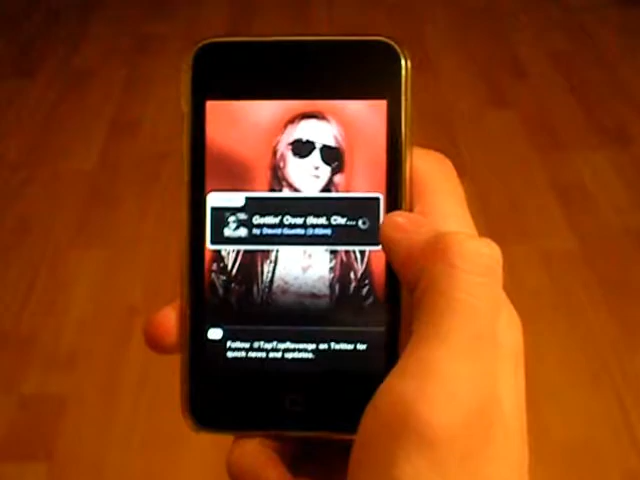 Gettin' Over (feat. Chr...
by David Guetta
Follow @TapTapRevenge on Twitter for
quick news and updates.